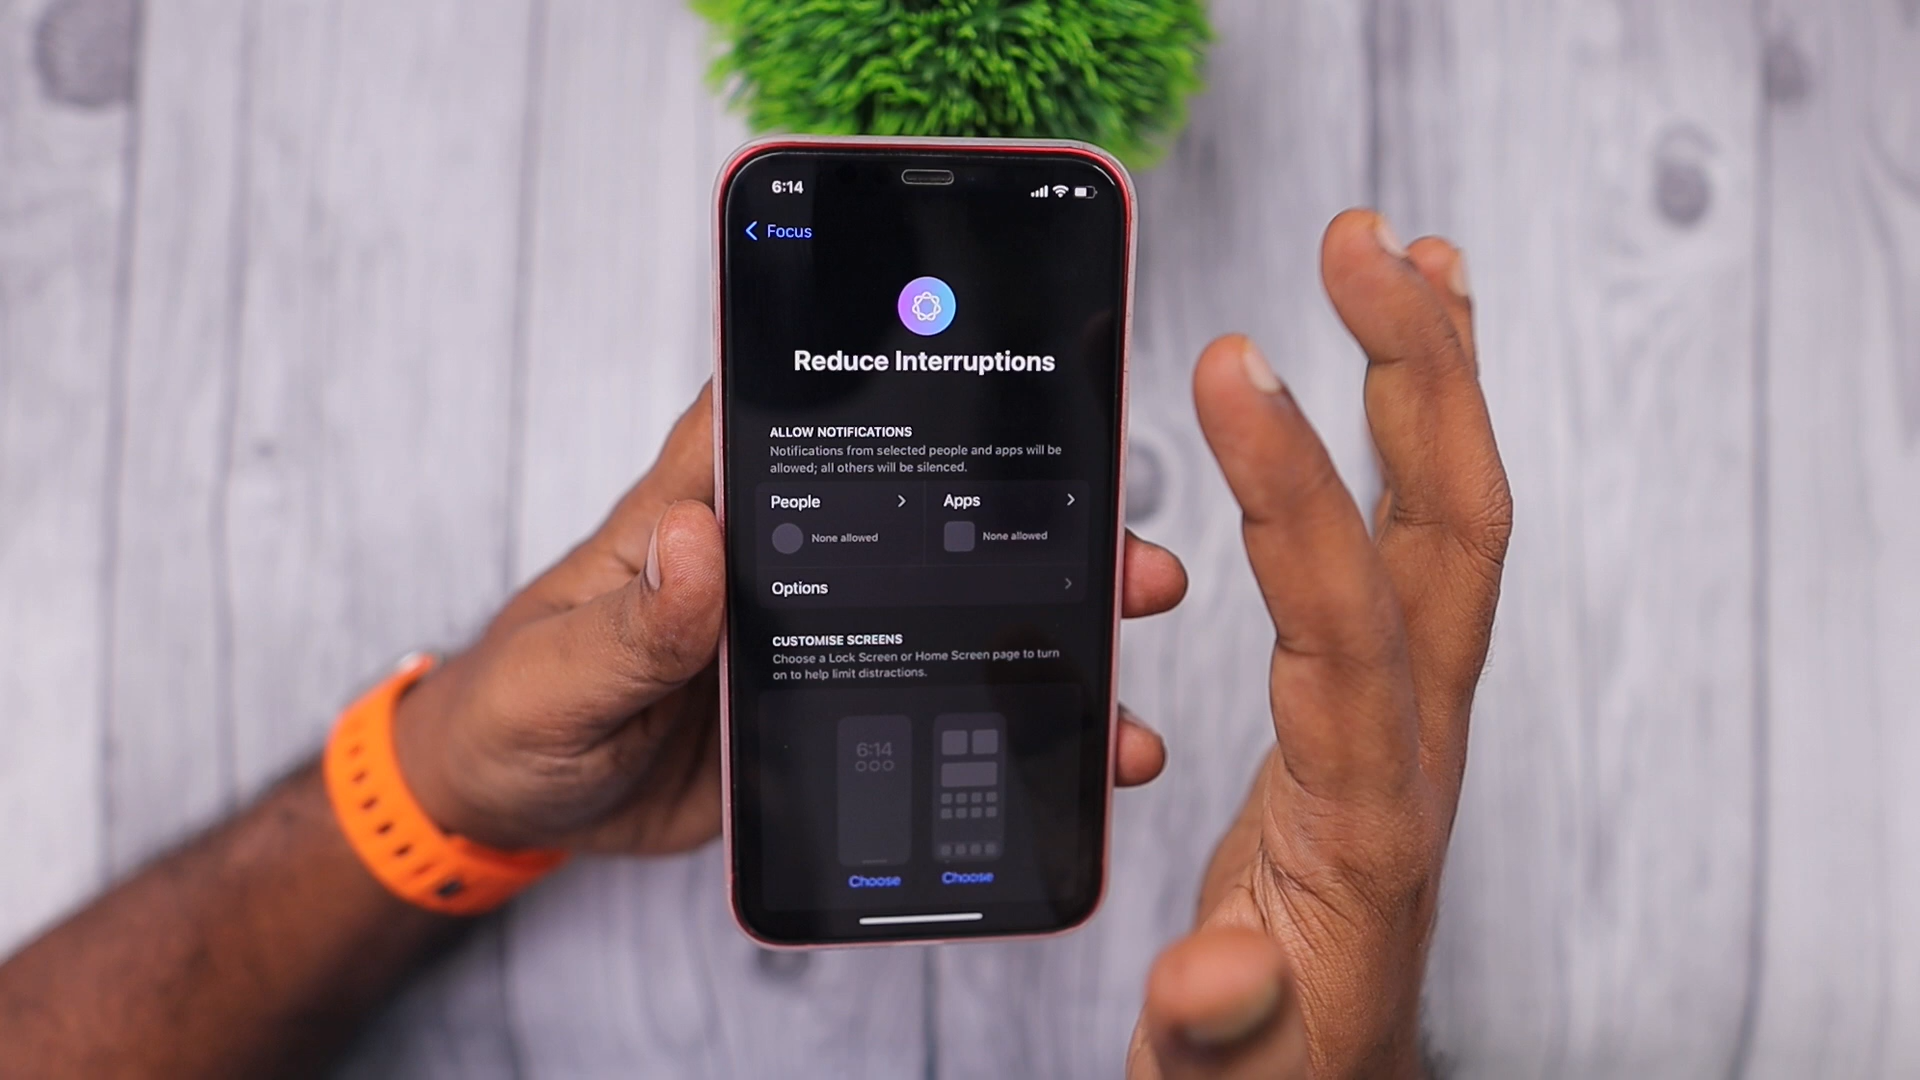 6:14
Focus
Reduce Interruptions
ALLOW NOTIFICATIONS
Notifications from selected people and apps will be
allowed; all others will be silenced.
People
Apps
None allowed
None allowed
Options
CUSTOMISE SCREENS
Choose a Lock Screen or Home Screen page to turn
on to help limit distractions.
6:14
Choose
Choose